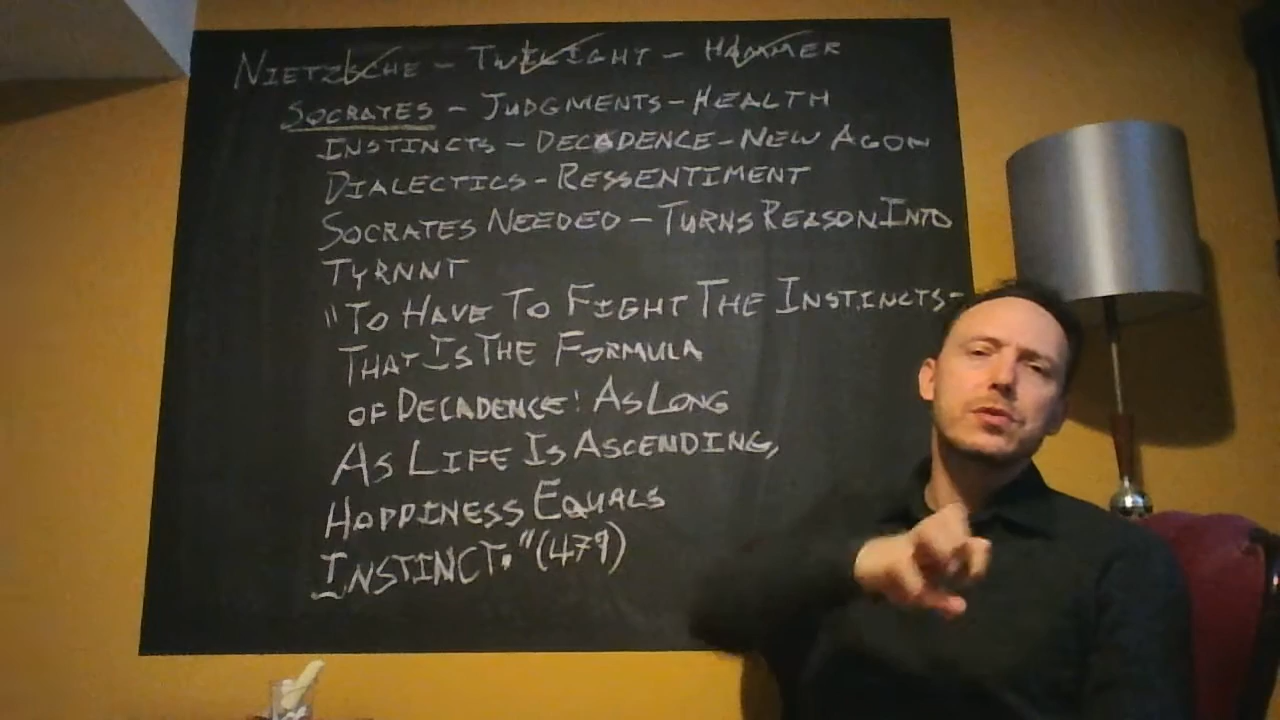 NIETZSCHE - TWILIGHT - HAMMER
SOCRATES - JUDGMENTS - HEALTH
INSTINCTS - DECADENCE - NEW AGON
DIALECTICS - RESSENTIMENT
SOCRATES NEEDED - TURNS REASON INTO
TYRNNT
"TO HAVE TO FIGHT THE INSTINCTS-
THAT IS THE FORMULA
OF DECADENCE: AS LONG
AS LIFE IS ASCENDING,
HAPPINESS EQUALS
INSTINCT." (479)